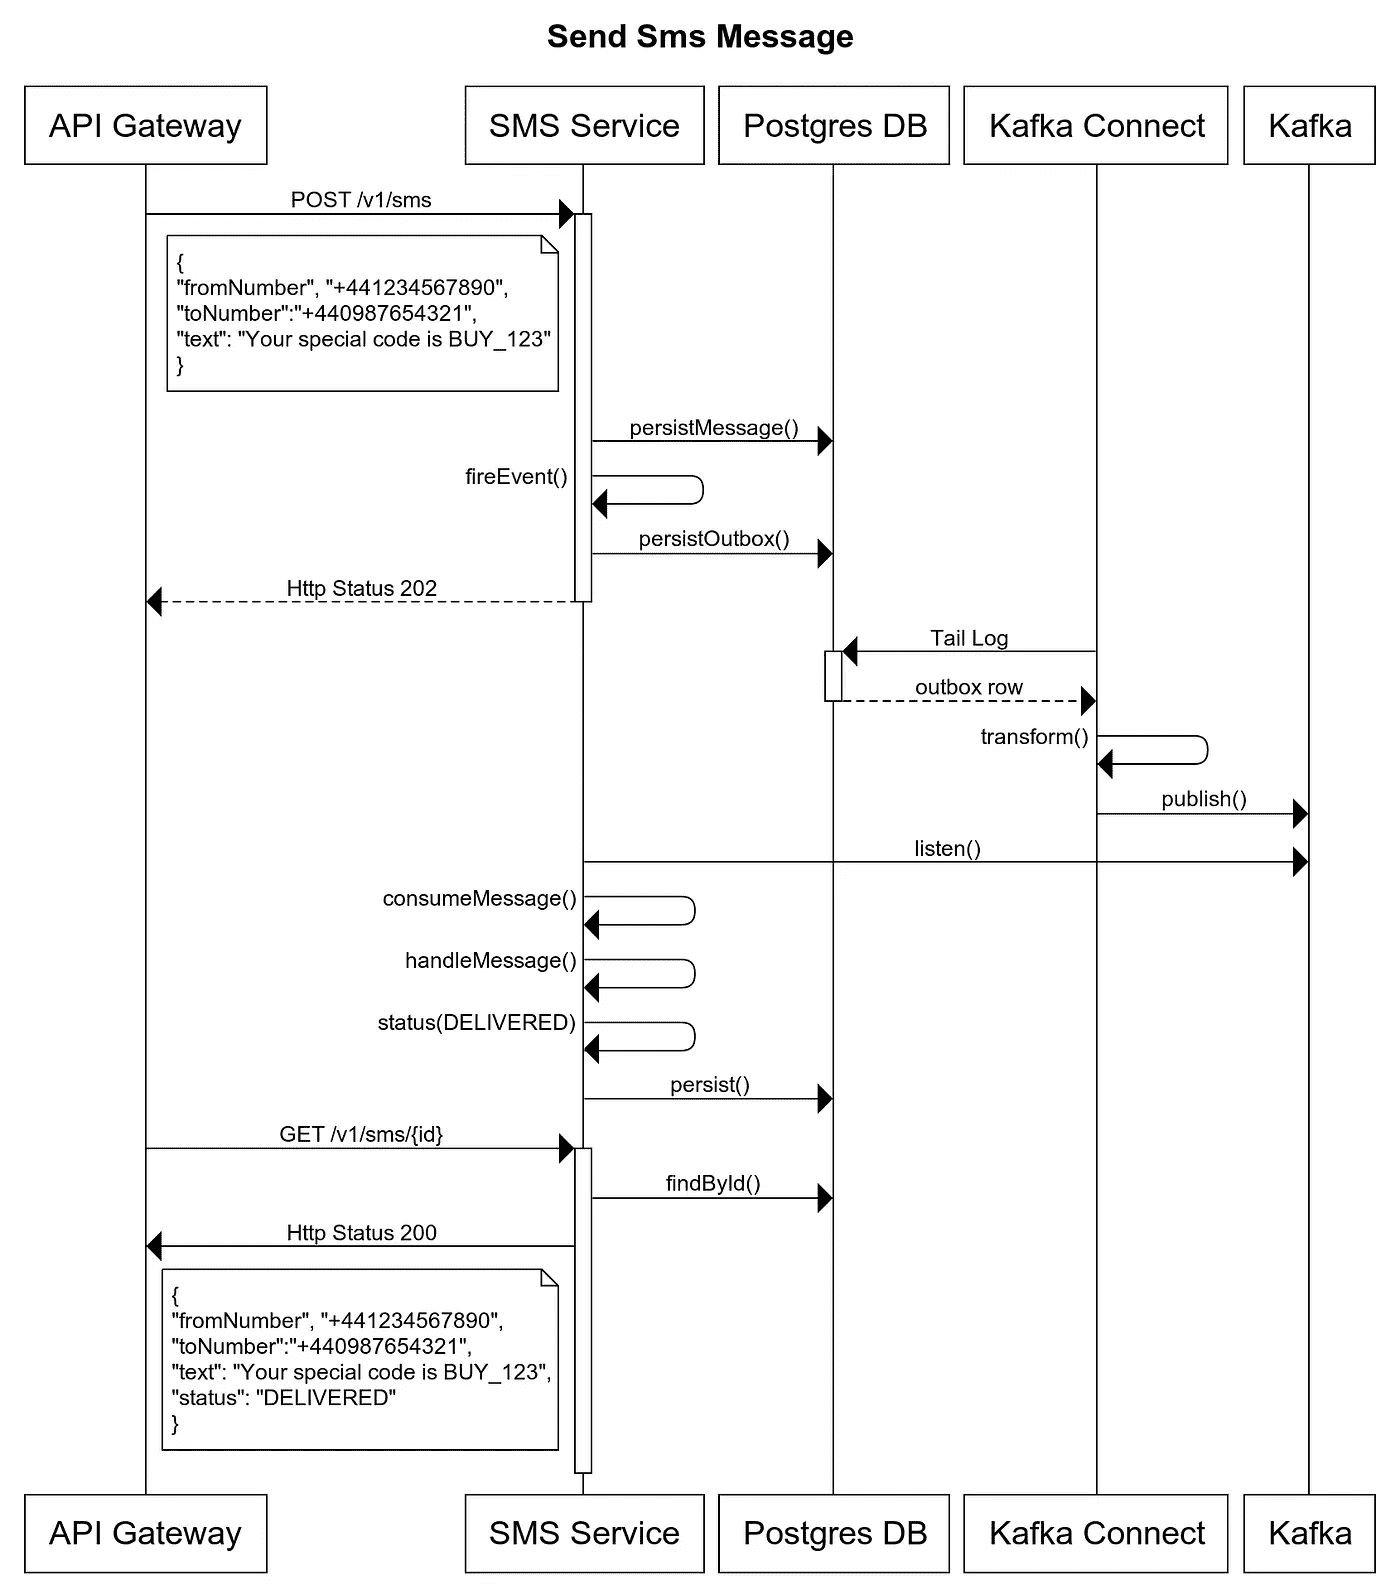 Send Sms Message
API Gateway
SMS Service
Postgres DB
Kafka Connect
Kafka
POST /v1/sms
{
"fromNumber", "+441234567890",
"toNumber":"+440987654321",
"text": "Your special code is BUY_123"
}
persistMessage()
fireEvent()
persistOutbox()
Http Status 202
Tail Log
outbox row
transform()
publish()
listen()
consumeMessage()
handleMessage()
status(DELIVERED)
persist()
GET /v1/sms/{id}
findById()
Http Status 200
{
"fromNumber", "+441234567890",
"toNumber":"+440987654321",
"text": "Your special code is BUY_123",
"status": "DELIVERED"
}
API Gateway
SMS Service
Postgres DB
Kafka Connect
Kafka